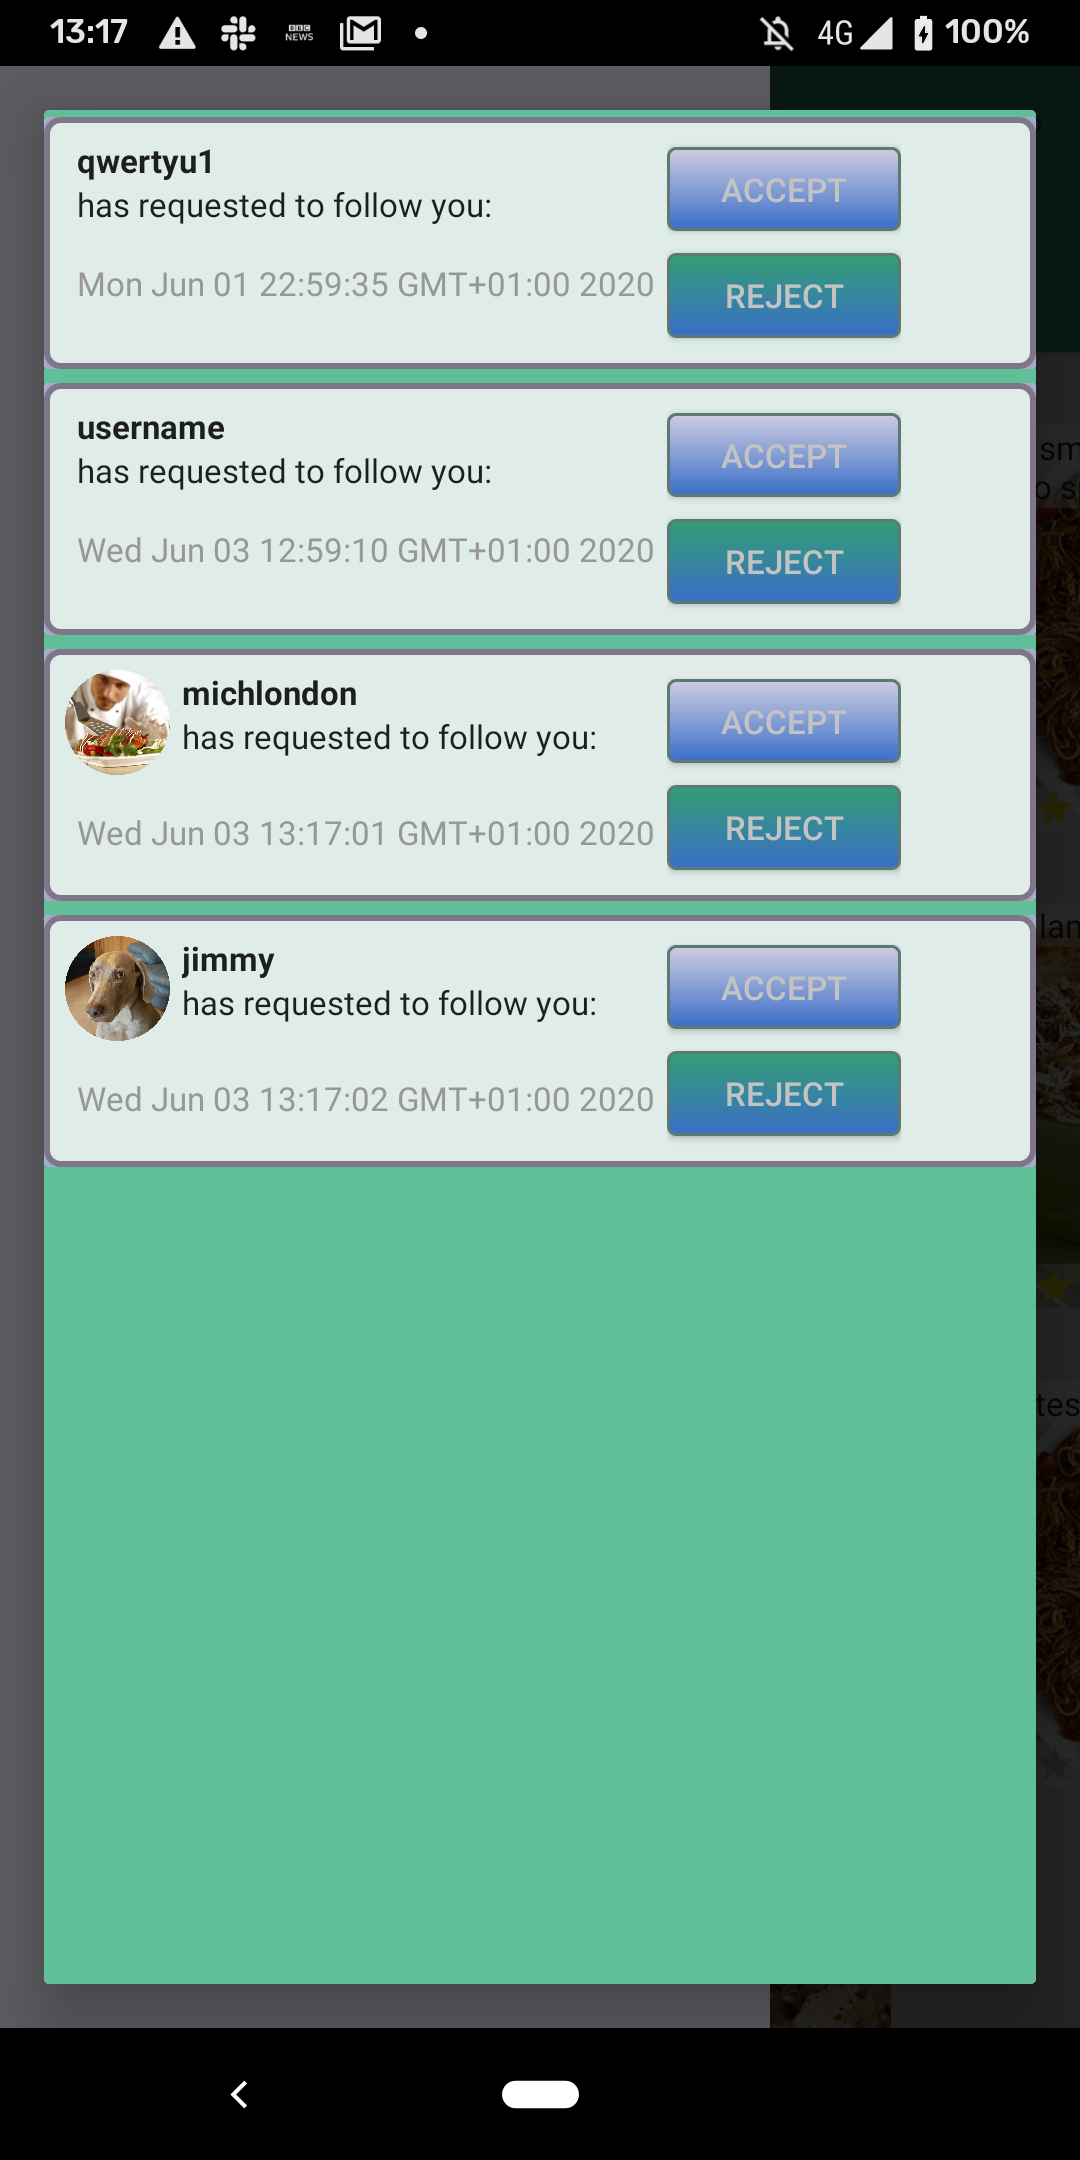 13:17 BBC NEWS 4G 100%
qwertyu1
has requested to follow you:
Mon Jun 01 22:59:35 GMT+01:00 2020
ACCEPT
REJECT
username
has requested to follow you:
Wed Jun 03 12:59:10 GMT+01:00 2020
ACCEPT
REJECT
michlondon
has requested to follow you:
Wed Jun 03 13:17:01 GMT+01:00 2020
ACCEPT
REJECT
jimmy
has requested to follow you:
Wed Jun 03 13:17:02 GMT+01:00 2020
ACCEPT
REJECT